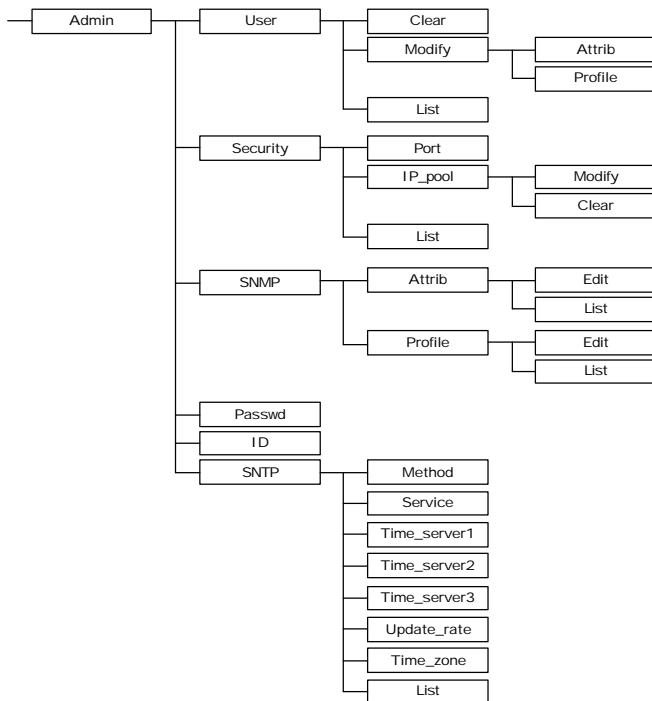 Admin
User
Clear
Modify
Attrib
Profile
List
Security
Port
IP_pool
Modify
Clear
List
SNMP
Attrib
Edit
List
Profile
Edit
List
Passwd
ID
SNTP
Method
Service
Time_server1
Time_server2
Time_server3
Update_rate
Time_zone
List